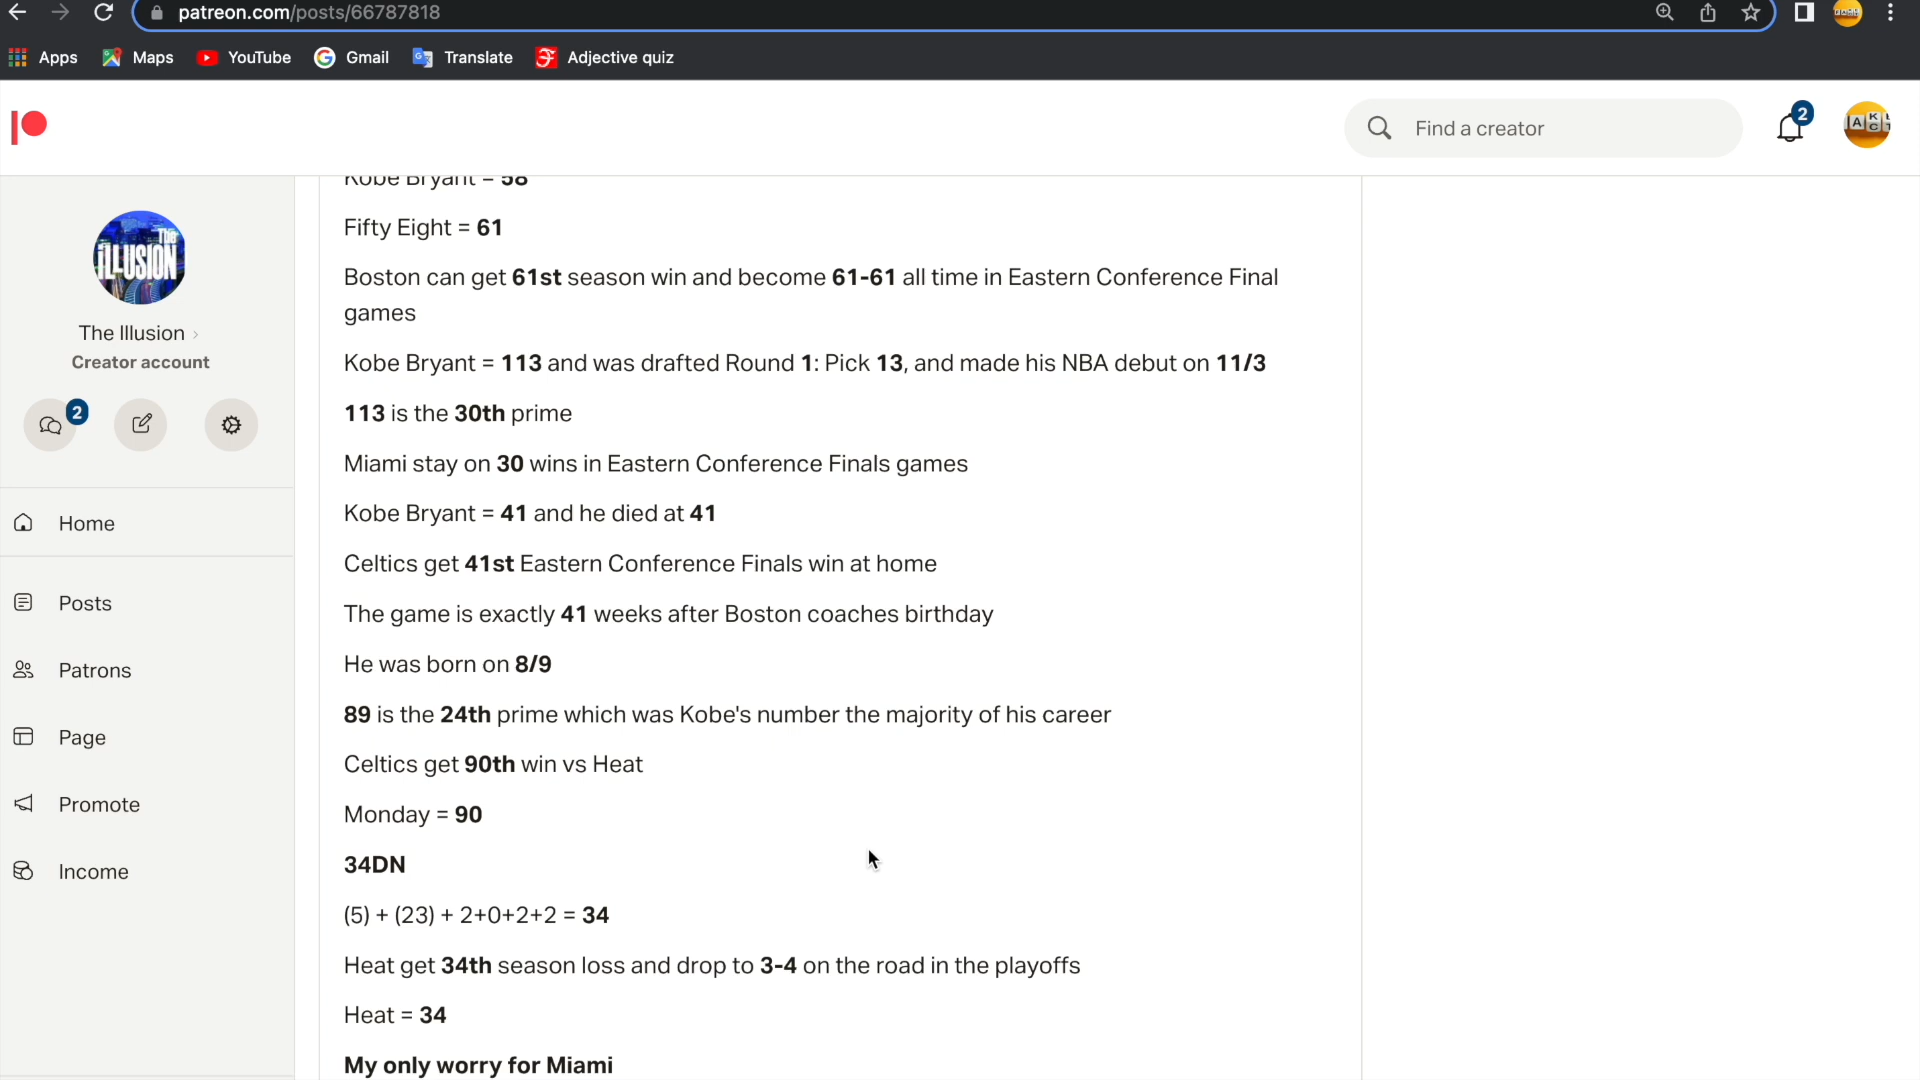 patreon.com/posts/66787818
Apps Maps YouTube Gmail Translate Adjective quiz
Find a creator
2
Kobe Bryant = 58
Fifty Eight = 61
Boston can get 61st season win and become 61-61 all time in Eastern Conference Final
games
Kobe Bryant = 113 and was drafted Round 1: Pick 13, and made his NBA debut on 11/3
113 is the 30th prime
Miami stay on 30 wins in Eastern Conference Finals games
Kobe Bryant = 41 and he died at 41
Celtics get 41st Eastern Conference Finals win at home
The game is exactly 41 weeks after Boston coaches birthday
He was born on 8/9
89 is the 24th prime which was Kobe's number the majority of his career
Celtics get 90th win vs Heat
Monday = 90
34DN
(5) + (23) + 2+0+2+2 = 34
Heat get 34th season loss and drop to 3-4 on the road in the playoffs
Heat = 34
My only worry for Miami
The iLLUSION
The Illusion
Creator account
2
Home
Posts
Patrons
Page
Promote
Income